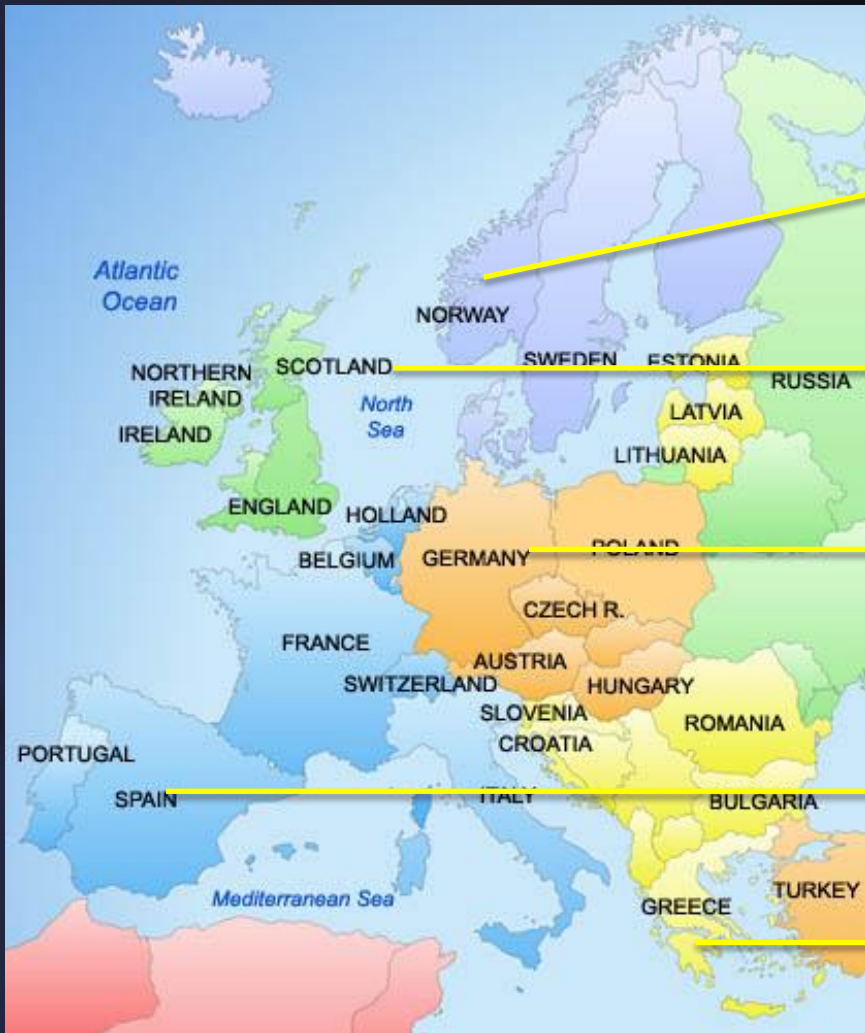 Atlantic
Ocean
NORWAY
SWEDEN
ESTONIA
RUSSIA
SCOTLAND
NORTHERN
IRELAND
North
Sea
LATVIA
IRELAND
LITHUANIA
ENGLAND
HOLLAND
BELGIUM
GERMANY
POLAND
CZECH R.
FRANCE
AUSTRIA
SWITZERLAND
HUNGARY
SLOVENIA
ROMANIA
CROATIA
PORTUGAL
SPAIN
ITALY
BULGARIA
Mediterranean Sea
GREECE
TURKEY